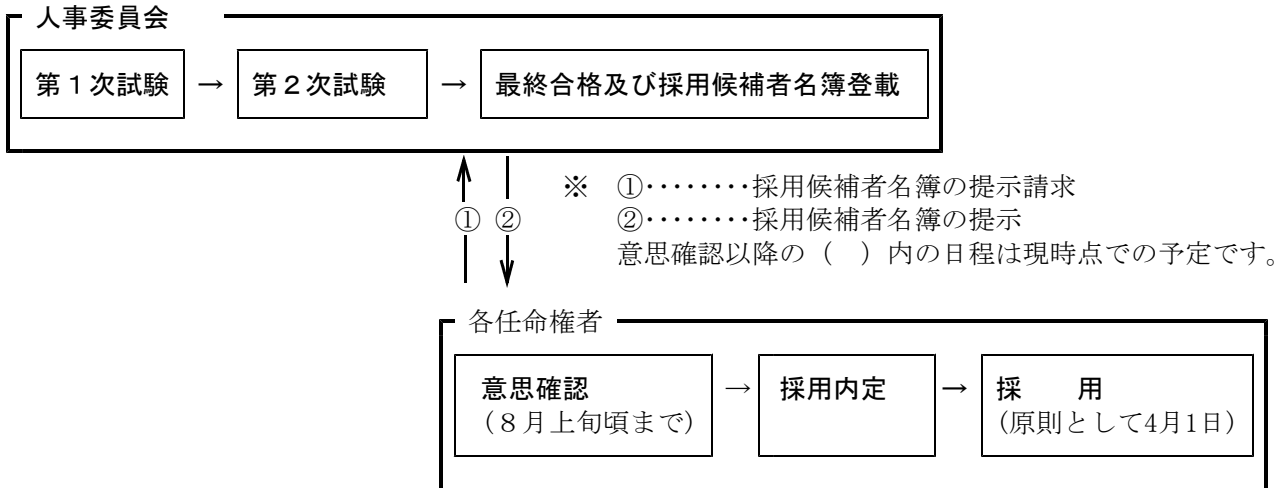 人事委員会
第1次試験 → 第2次試験 → 最終合格及び採用候補者名簿登載
※ ①・・・・・・・・採用候補者名簿の提示請求
① ② ②・・・・・・・・採用候補者名簿の提示
意思確認以降の（ ）内の日程は現時点での予定です。
各任命権者
意思確認 → 採用内定 → 採 用
（８月上旬頃まで） （原則として4月1日）